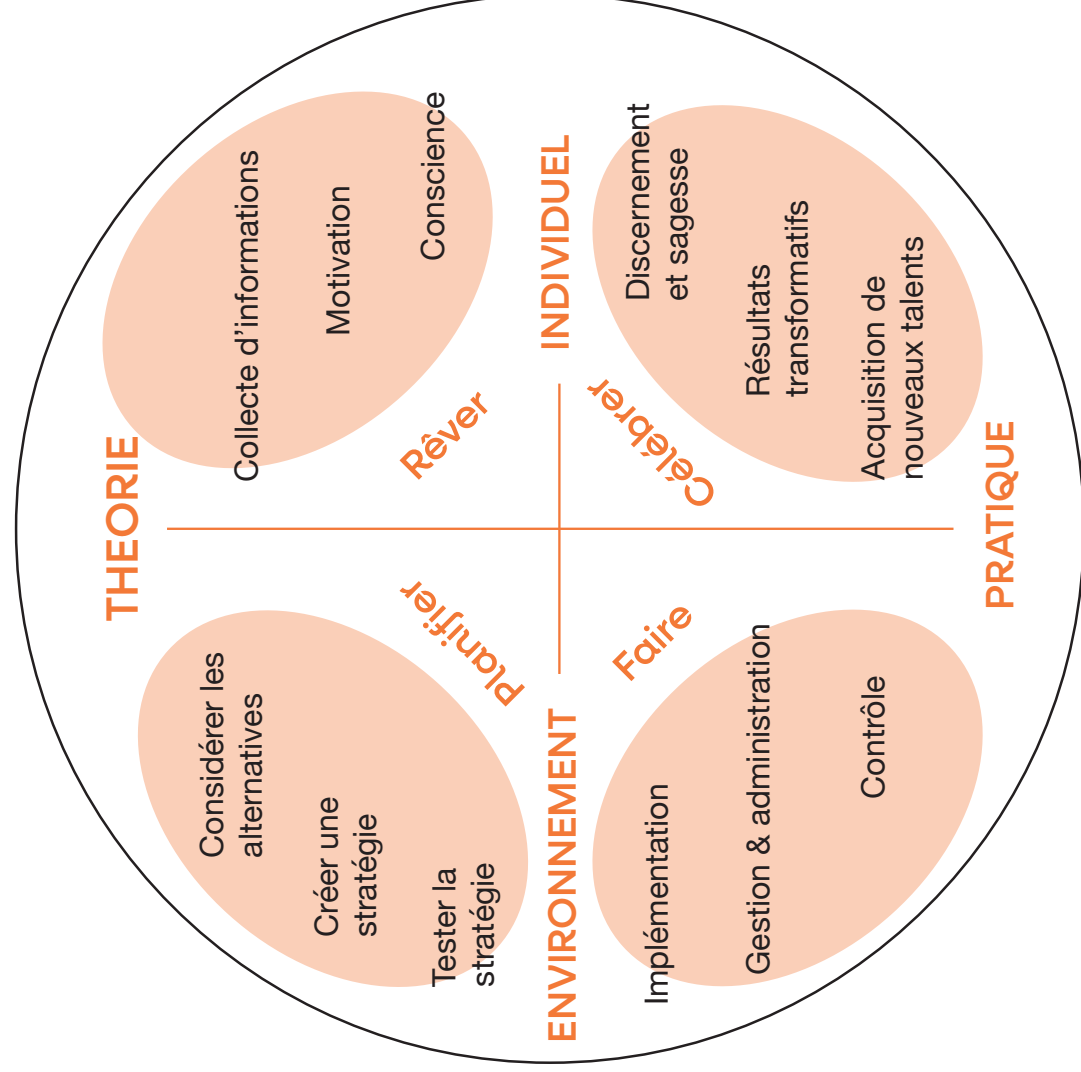 THEORIE
Considérer les
alternatives
Créer une
stratégie
Tester la
stratégie
Planifier
Collecte d'informations
Motivation
Conscience
Rêver
ENVIRONNEMENT
INDIVIDUEL
Faire
Implémentation
Gestion & administration
Contrôle
Célébrer
Discernement
et sagesse
Résultats
transformatifs
Acquisition de
nouveaux talents
PRATIQUE